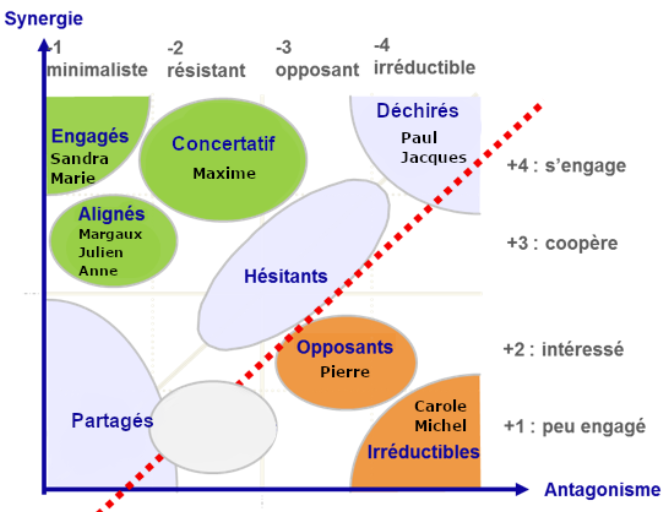 Synergie
-1
minimaliste
-2
résistant
-3
opposant
-4
irréductible
Engagés
Sandra
Marie
Concertatif
Maxime
Déchirés
Paul
Jacques
+4 : s’engage
Alignés
Margaux
Julien
Anne
+3 : coopère
Hésitants
Opposants
Pierre
+2 : intéressé
Partagés
Carole
Michel
Irréductibles
+1 : peu engagé
Antagonisme